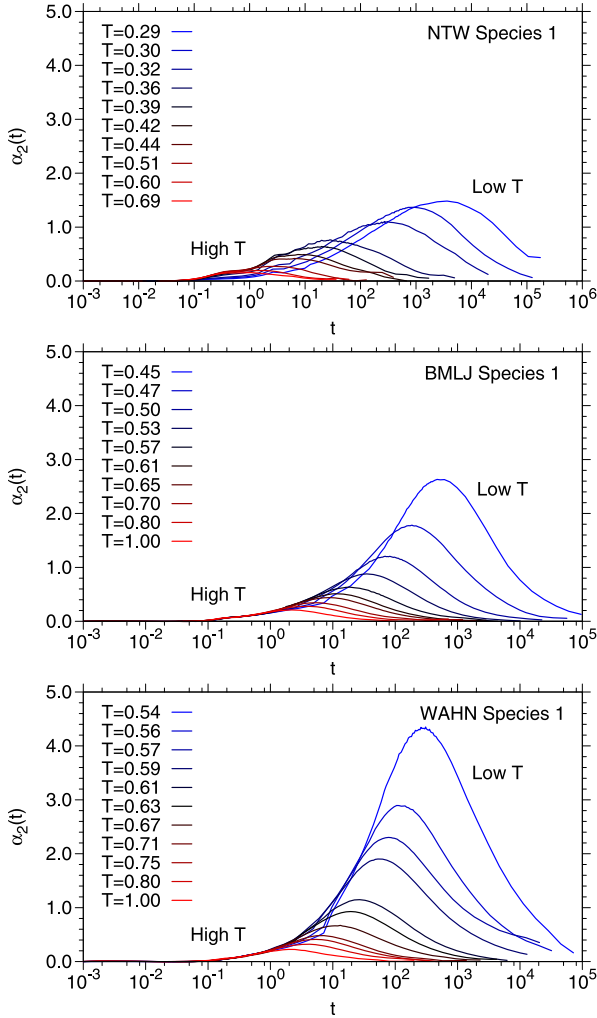 5.0
NTW Species 1
T=0.29
T=0.30
4.0
T=0.32
T=0.36
T=0.39
3.0
T=0.42
T=0.44
α₂(t)
T=0.51
2.0
T=0.60
T=0.69
Low T
1.0
High T
0.0
10⁻³ 10⁻² 10⁻¹ 10⁰ 10¹ 10² 10³ 10⁴ 10⁵ 10⁶
t
5.0
BMLJ Species 1
T=0.45
T=0.47
4.0
T=0.50
T=0.53
T=0.57
3.0
T=0.61
T=0.65
α₂(t)
T=0.70
2.0
T=0.80
T=1.00
Low T
1.0
High T
0.0
10⁻³ 10⁻² 10⁻¹ 10⁰ 10¹ 10² 10³ 10⁴ 10⁵
t
5.0
WAHN Species 1
T=0.54
T=0.56
4.0
T=0.57
T=0.59
T=0.61
3.0
T=0.63
T=0.67
α₂(t)
T=0.71
2.0
T=0.75
T=0.80
T=1.00
Low T
1.0
High T
0.0
10⁻³ 10⁻² 10⁻¹ 10⁰ 10¹ 10² 10³ 10⁴ 10⁵
t